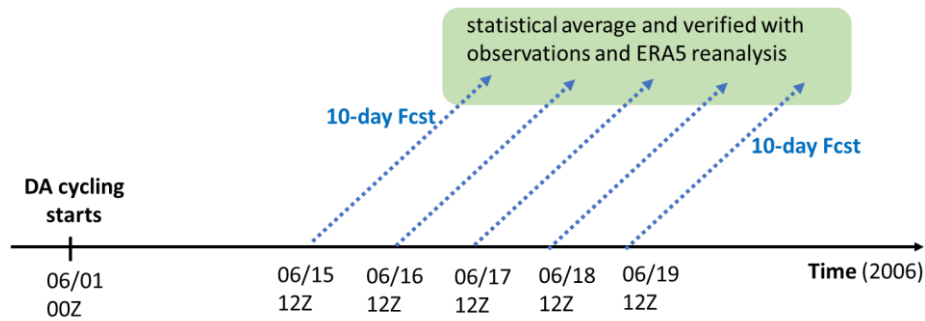 statistical average and verified with
observations and ERA5 reanalysis
10-day Fcst
10-day Fcst
DA cycling
starts
06/01
00Z
06/15
12Z
06/16
12Z
06/17
12Z
06/18
12Z
06/19
12Z
Time (2006)